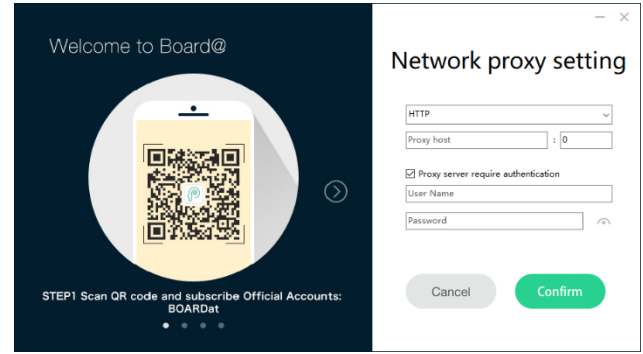 Welcome to Board@
STEP1 Scan QR code and subscribe Official Accounts:
BOARDat
Network proxy setting
HTTP
Proxy host
:
0
Proxy server require authentication
User Name
Password
Cancel
Confirm